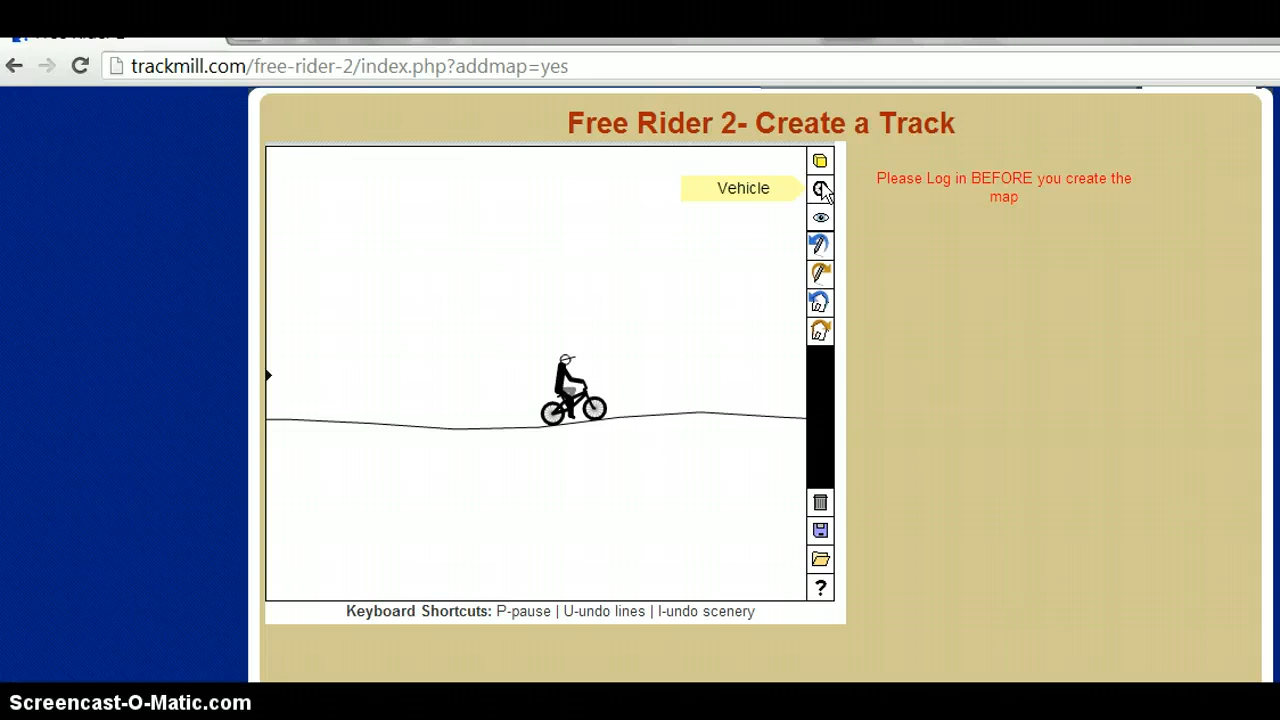 trackmill.com/free-rider-2/index.php?addmap=yes
Free Rider 2- Create a Track
Vehicle
Please Log in BEFORE you create the
map
?
Keyboard Shortcuts: P-pause | U-undo lines | I-undo scenery
Screencast-O-Matic.com